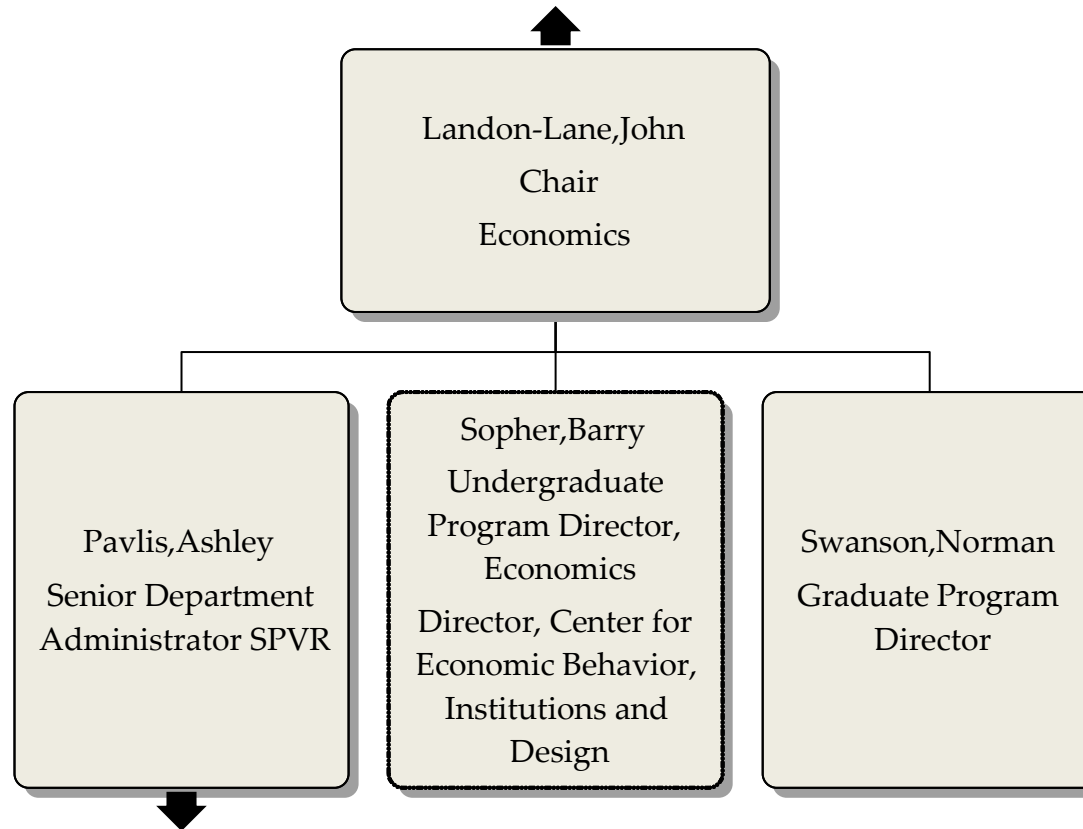 Landon-Lane,John
Chair
Economics
Pavlis,Ashley
Senior Department
Administrator SPVR
Sopher,Barry
Undergraduate
Program Director,
Economics
Director, Center for
Economic Behavior,
Institutions and
Design
Swanson,Norman
Graduate Program
Director